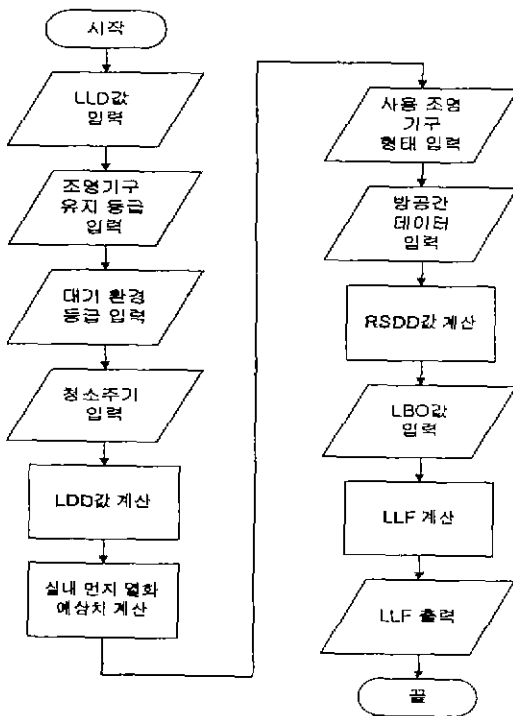 시작
LLD값
입력
조명기구
유지 등급
입력
대기 환경
등급 입력
청소주기
입력
LDD값 계산
실내 먼지 열화
예상치 계산
사용 조명
기구
형태 입력
방공간
데이터
입력
RSDD값 계산
LBO값
입력
LLF 계산
LLF 출력
끝